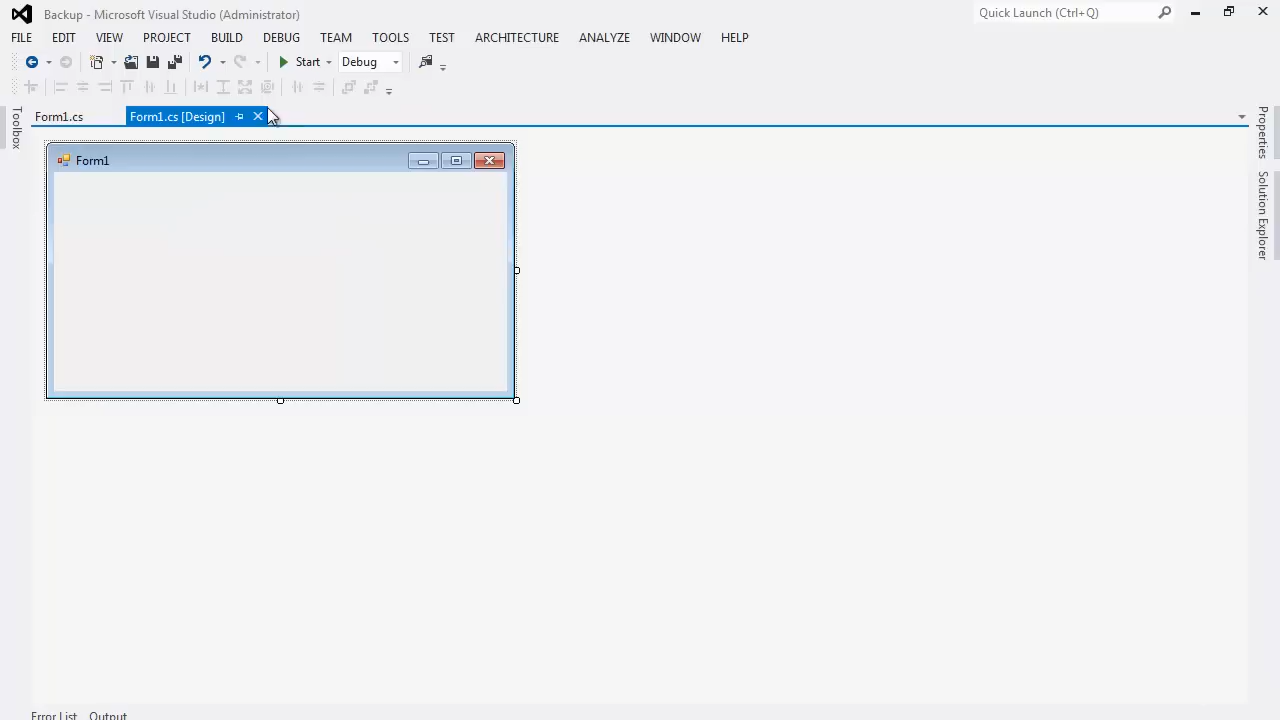 Backup - Microsoft Visual Studio (Administrator)
Quick Launch (Ctrl+Q)
FILE EDIT VIEW PROJECT BUILD DEBUG TEAM TOOLS TEST ARCHITECTURE ANALYZE WINDOW HELP
Start Debug
Toolbox
Form1.cs
Form1.cs [Design]
Properties
Solution Explorer
Form1
Error List Output